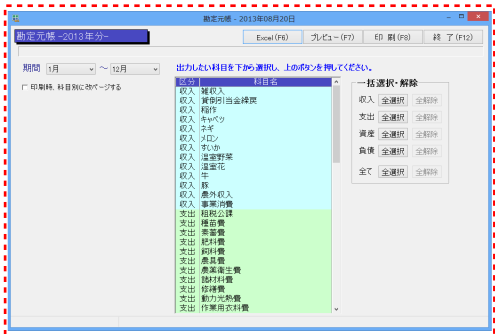 勘定元帳 - 2013年08月20日
勘定元帳 -2013年分-
Excel(F6) プレビュー(F7) 印 刷(F8) 終 了(F12)
期間 1月 ～ 12月
出力したい科目を下から選択し、上のボタンを押してください。
印刷時、科目別に改ページする
区分 科目名
収入 雑収入
収入 貸倒引当金繰戻
収入 稲作
収入 キャベツ
収入 ネギ
収入 メロン
収入 すいか
収入 温室野菜
収入 温室花
収入 牛
収入 豚
収入 農外収入
収入 事業消費
支出 租税公課
支出 種苗費
支出 素畜費
支出 肥料費
支出 飼料費
支出 農具費
支出 農薬衛生費
支出 諸材料費
支出 修繕費
支出 動力光熱費
支出 作業用衣料費
一括選択・解除
収入 全選択 全解除
支出 全選択 全解除
資産 全選択 全解除
負債 全選択 全解除
全て 全選択 全解除